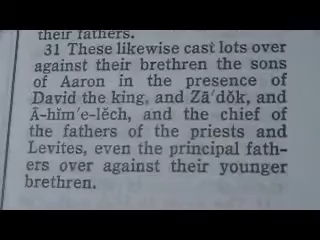 their fathers.
31 These likewise cast lots over
against their brethren the sons
of Aaron in the presence of
David the king, and Zā′dŏk, and
Ā-hĭm′e-lĕch, and the chief of
the fathers of the priests and
Levites, even the principal fath-
ers over against their younger
brethren.